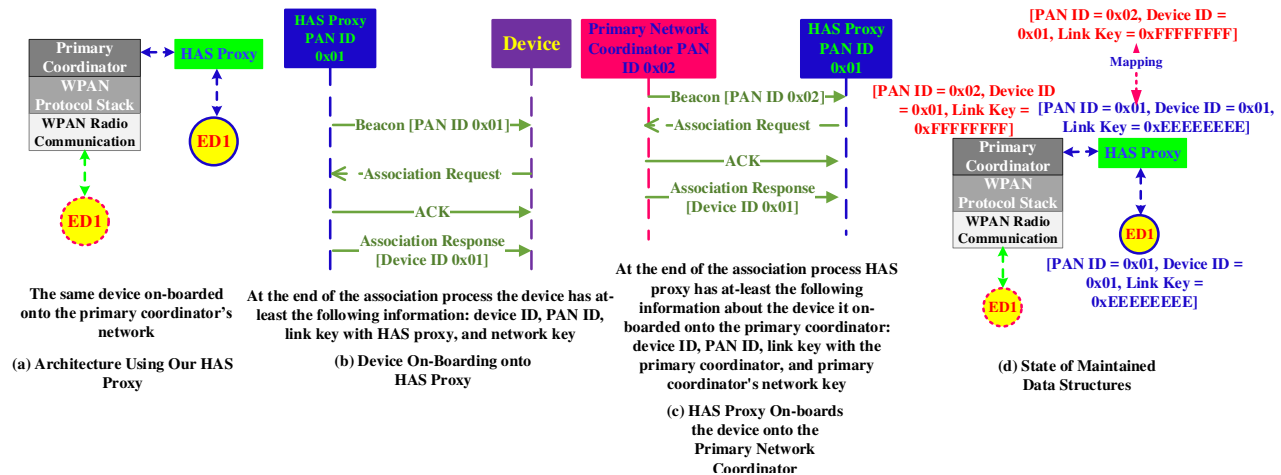 Primary
Coordinator
WPAN
Protocol Stack
WPAN Radio
Communication
HAS Proxy
ED1
ED1
The same device on-boarded
onto the primary coordinator's
network
(a) Architecture Using Our HAS
Proxy
HAS Proxy
PAN ID
0x01
Device
Beacon [PAN ID 0x01]
Association Request
ACK
Association Response
[Device ID 0x01]
At the end of the association process the device has at-
least the following information: device ID, PAN ID,
link key with HAS proxy, and network key
(b) Device On-Boarding onto
HAS Proxy
Primary Network
Coordinator PAN
ID 0x02
HAS Proxy
PAN ID
0x01
Beacon [PAN ID 0x02]
Association Request
ACK
Association Response
[Device ID 0x01]
At the end of the association process HAS
proxy has at-least the following
information about the device it on-
boarded onto the primary coordinator:
device ID, PAN ID, link key with the
primary coordinator, and primary
coordinator's network key
(c) HAS Proxy On-boards
the device onto the
Primary Network
Coordinator
[PAN ID = 0x02, Device ID =
0x01, Link Key = 0xFFFFFFFF]
Mapping
[PAN ID = 0x02, Device ID
= 0x01, Link Key =
0xFFFFFFFF]
[PAN ID = 0x01, Device ID = 0x01,
Link Key = 0xEEEEEEEE]
Primary
Coordinator
WPAN
Protocol Stack
WPAN Radio
Communication
HAS Proxy
ED1
[PAN ID = 0x01, Device ID =
0x01, Link Key =
0xEEEEEEEE]
ED1
(d) State of Maintained
Data Structures